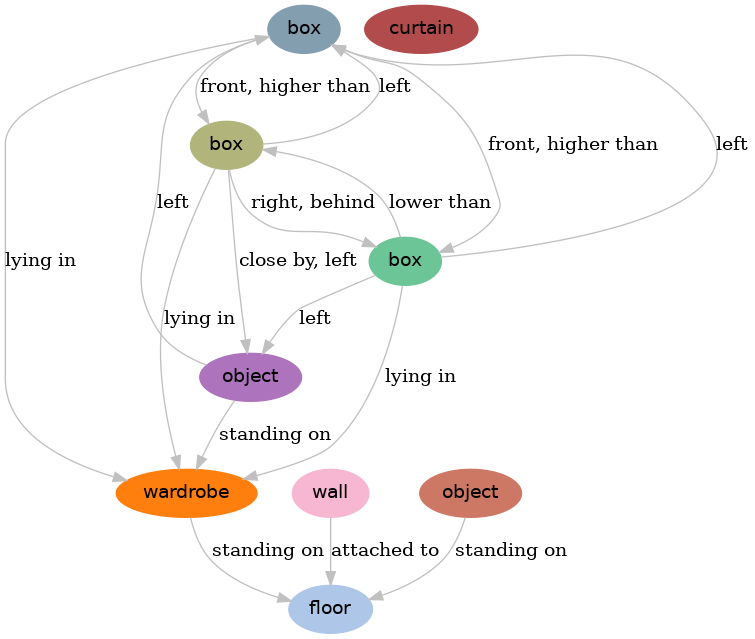 box
curtain
front, higher than
left
box
front, higher than
left
left
right, behind
lower than
lying in
close by, left
box
lying in
left
object
lying in
standing on
wardrobe
wall
object
standing on
attached to
standing on
floor